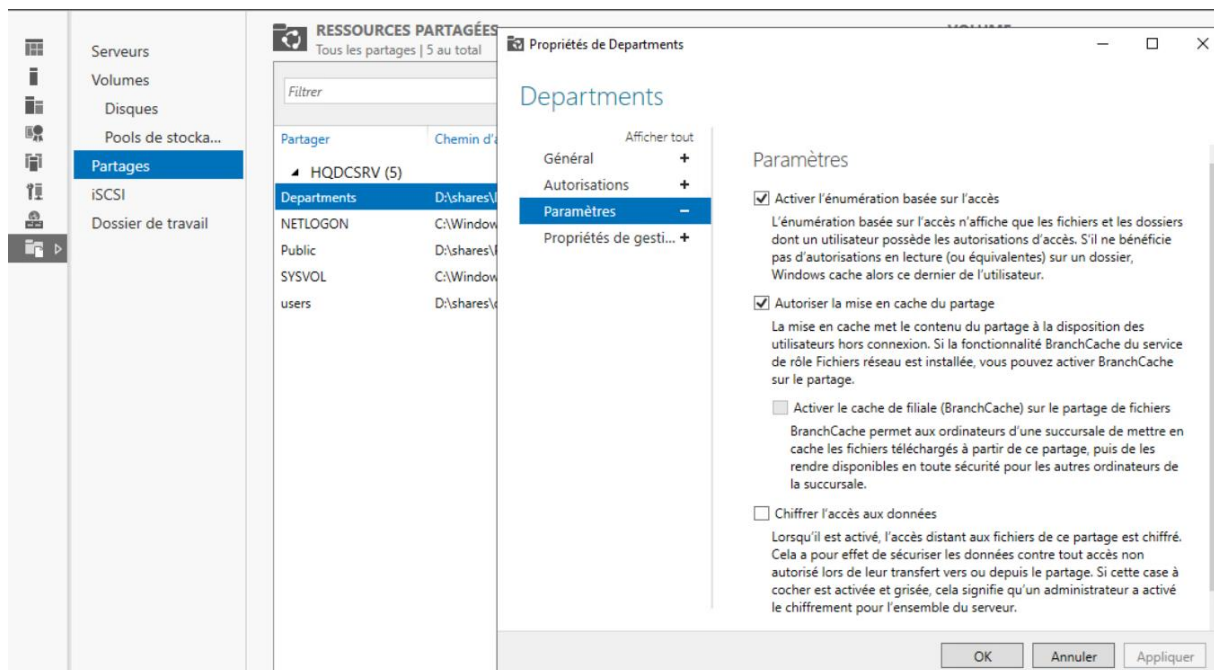 Serveurs
Volumes
Disques
Pools de stocka...
Partages
iSCSI
Dossier de travail
RESSOURCES PARTAGÉES
Tous les partages | 5 au total
Filtrer
Partager
Chemin d'a
HQDCSRV (5)
Departments
D:\shares\
NETLOGON
C:\Window
Public
D:\shares\
SYSVOL
C:\Window
users
D:\shares\
Propriétés de Departments
Departments
Afficher tout
Général +
Autorisations +
Paramètres −
Propriétés de gesti... +
Paramètres
Activer l'énumération basée sur l'accès
L'énumération basée sur l'accès n'affiche que les fichiers et les dossiers
dont un utilisateur possède les autorisations d'accès. S'il ne bénéficie
pas d'autorisations en lecture (ou équivalentes) sur un dossier,
Windows cache alors ce dernier de l'utilisateur.
Autoriser la mise en cache du partage
La mise en cache met le contenu du partage à la disposition des
utilisateurs hors connexion. Si la fonctionnalité BranchCache du service
de rôle Fichiers réseau est installée, vous pouvez activer BranchCache
sur le partage.
Activer le cache de filiale (BranchCache) sur le partage de fichiers
BranchCache permet aux ordinateurs d'une succursale de mettre en
cache les fichiers téléchargés à partir de ce partage, puis de les
rendre disponibles en toute sécurité pour les autres ordinateurs de
la succursale.
Chiffrer l'accès aux données
Lorsqu'il est activé, l'accès distant aux fichiers de ce partage est chiffré.
Cela a pour effet de sécuriser les données contre tout accès non
autorisé lors de leur transfert vers ou depuis le partage. Si cette case à
cocher est activée et grisée, cela signifie qu'un administrateur a activé
le chiffrement pour l'ensemble du serveur.
OK
Annuler
Appliquer